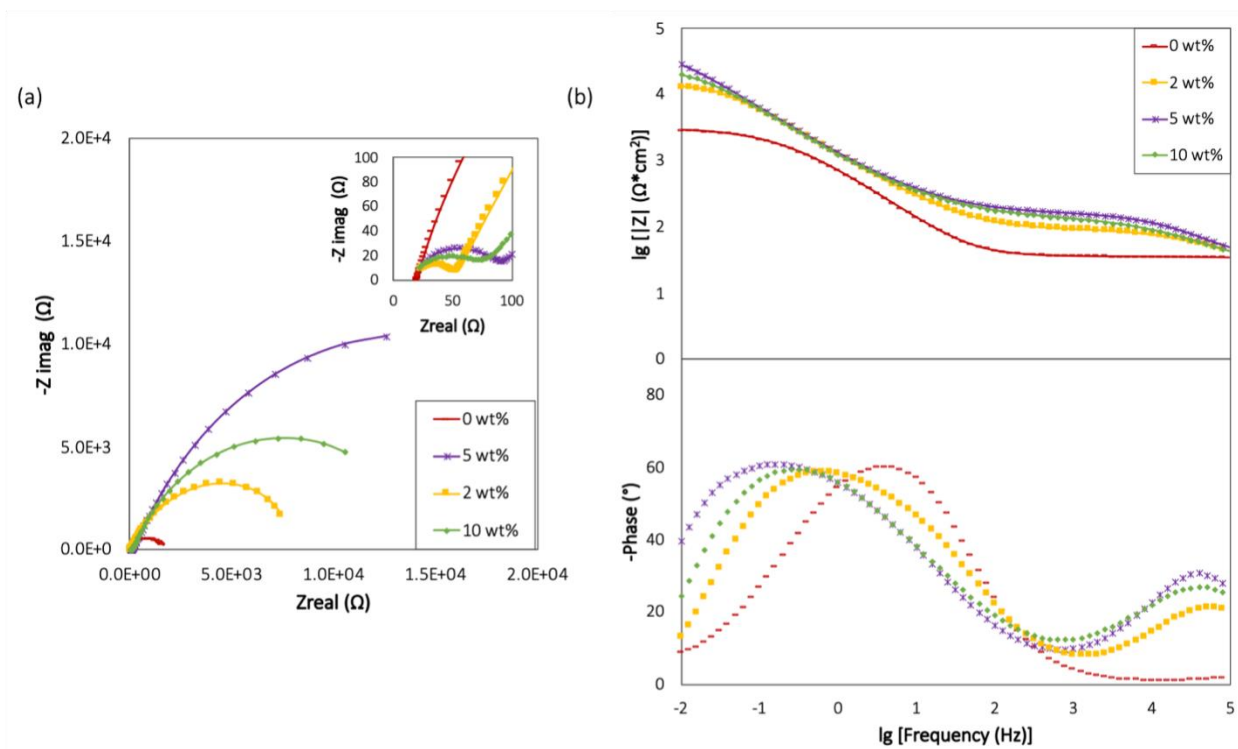 (a)
2.0E+4
1.5E+4
1.0E+4
5.0E+3
0.0E+0
-Z imag (Ω)
0.0E+00
5.0E+03
1.0E+04
1.5E+04
2.0E+04
Zreal (Ω)
100
80
60
40
20
0
-Z imag (Ω)
0
50
100
Zreal (Ω)
0 wt%
5 wt%
2 wt%
10 wt%
(b)
5
4
3
2
1
0
lg [|Z| (Ω*cm²)]
0 wt%
2 wt%
5 wt%
10 wt%
80
60
40
20
0
-Phase (°)
-2
-1
0
1
2
3
4
5
lg [Frequency (Hz)]